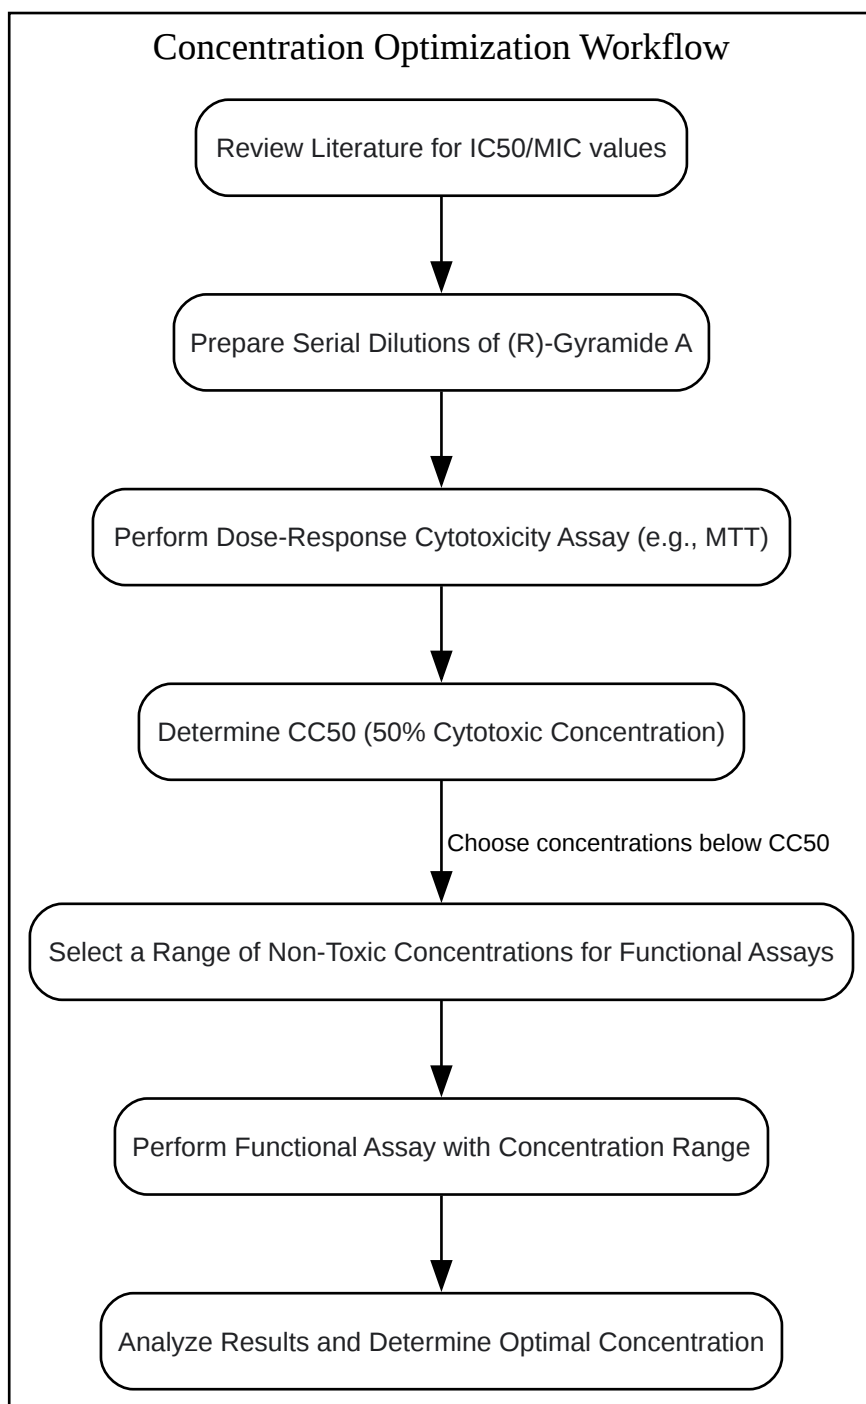 Concentration Optimization Workflow
Review Literature for IC50/MIC values
Prepare Serial Dilutions of (R)-Gyramide A
Perform Dose-Response Cytotoxicity Assay (e.g., MTT)
Determine CC50 (50% Cytotoxic Concentration)
Choose concentrations below CC50
Select a Range of Non-Toxic Concentrations for Functional Assays
Perform Functional Assay with Concentration Range
Analyze Results and Determine Optimal Concentration